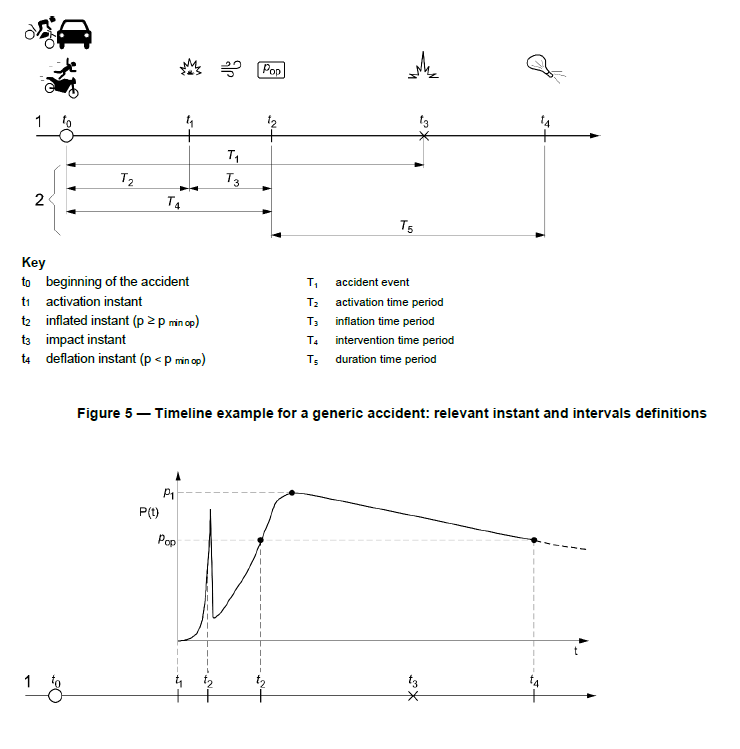 Pop
1 t0 t1 t2 t3 t4
T1
T2 T3
2 T4
T5
Key
t0 beginning of the accident T1 accident event
t1 activation instant T2 activation time period
t2 inflated instant (p ≥ p min op) T3 inflation time period
t3 impact instant T4 intervention time period
t4 deflation instant (p < p min op) T5 duration time period
Figure 5 — Timeline example for a generic accident: relevant instant and intervals definitions
p1
P(t)
Pop
t
1 t0 t1 t2 t2 t3 t4